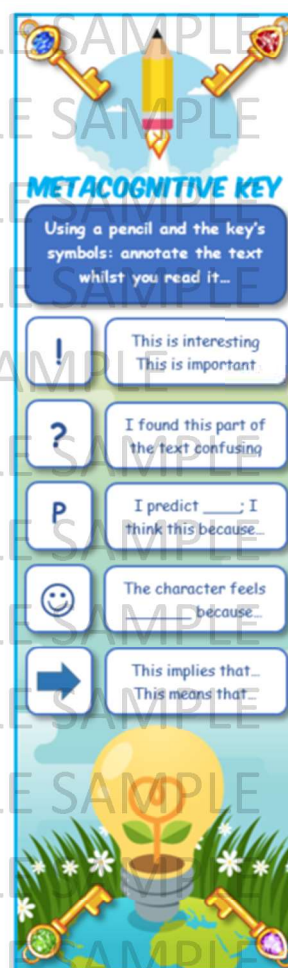 SAMPLE
METACOGNITIVE KEY
Using a pencil and the key's
symbols: annotate the text
whilst you read it...
!
This is interesting
This is important
?
I found this part of
the text confusing
P
I predict ____; I
think this because...
The character feels
_______ because...
This implies that...
This means that...
SAMPLE